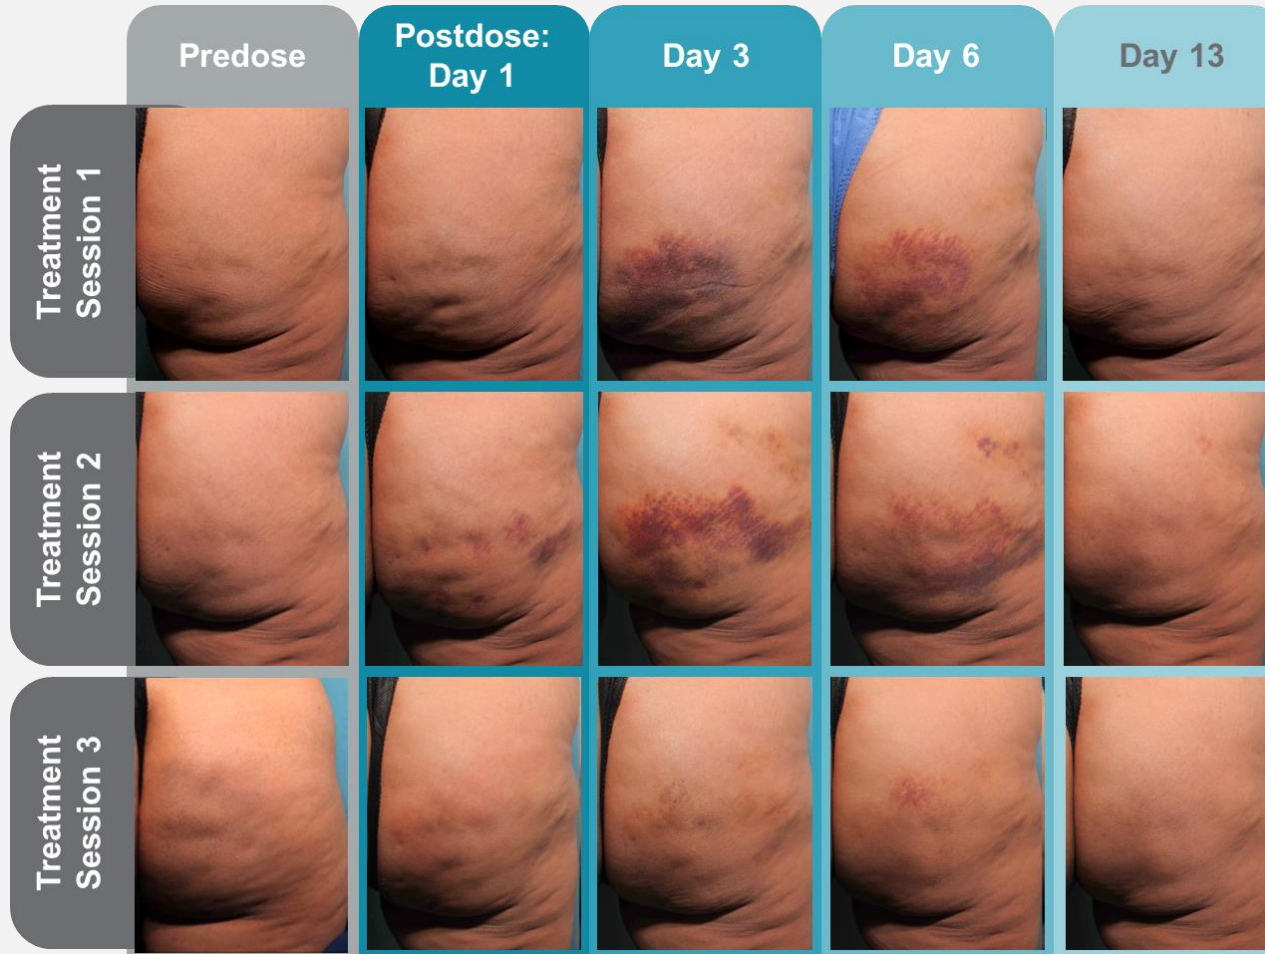 Predose
Postdose:
Day 1
Day 3
Day 6
Day 13
Treatment
Session 1
Treatment
Session 2
Treatment
Session 3